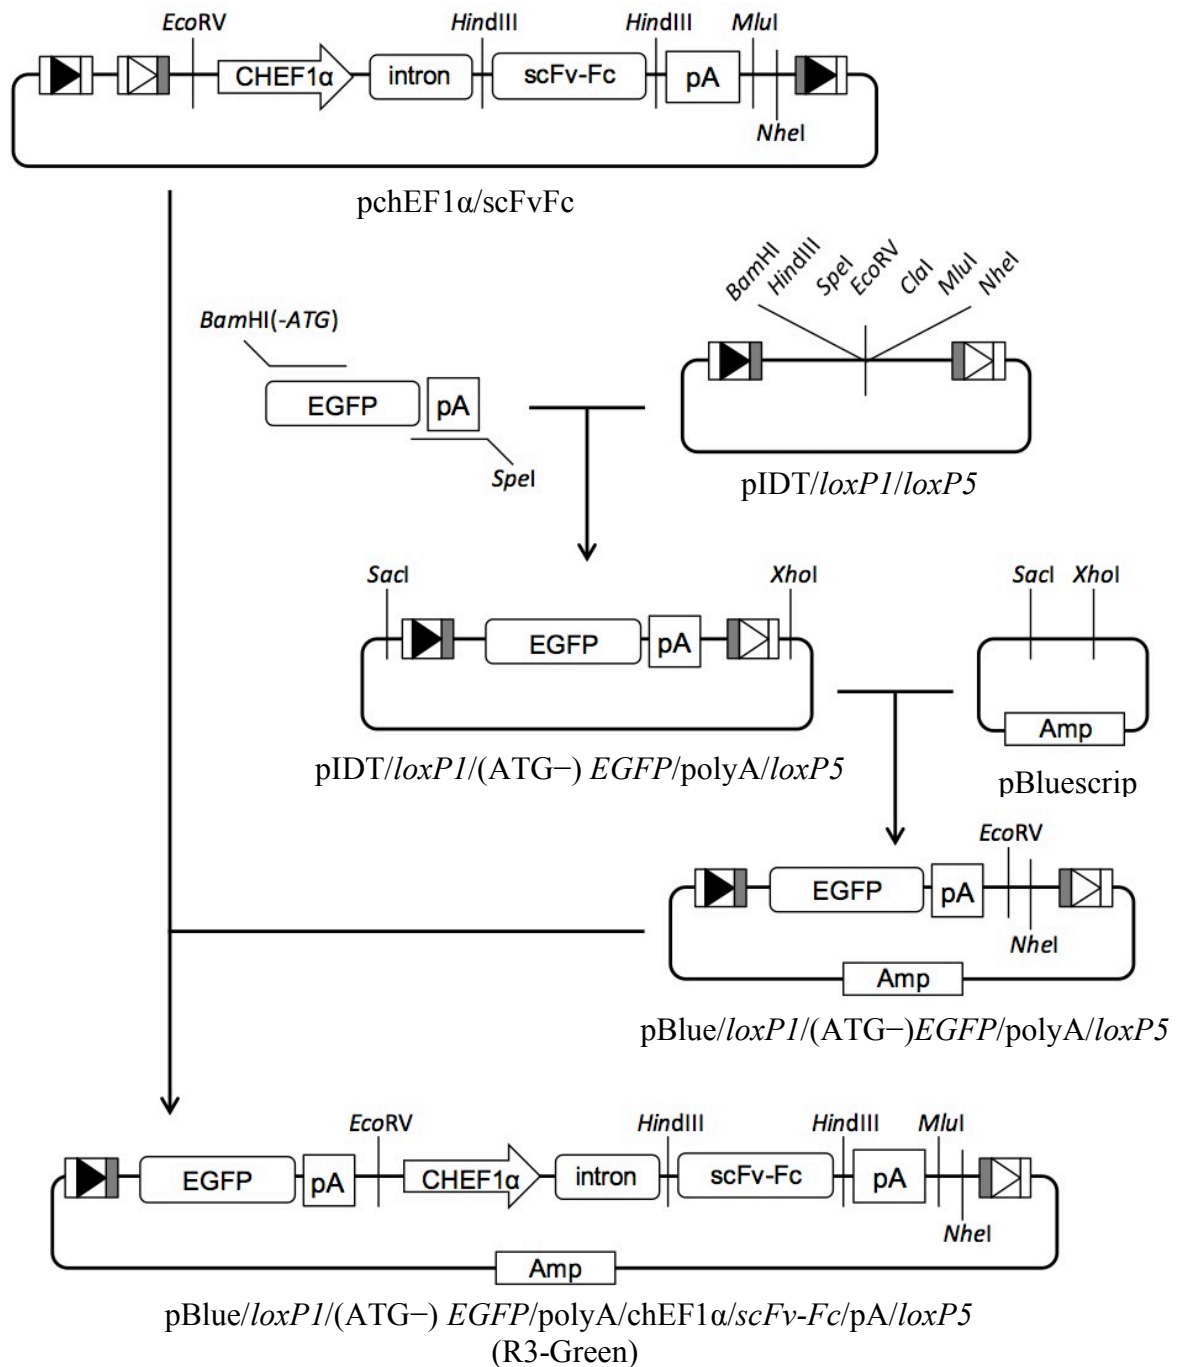 EcoRV HindIII HindIII MluI
CHEF1α intron scFv-Fc pA
NheI
pchEF1α/scFvFc
BamHI HindIII SpeI EcoRV ClaI MluI NheI
BamHI(-ATG)
EGFP pA
SpeI
pIDT/loxP1/loxP5
SacI XhoI SacI XhoI
EGFP pA
Amp
pIDT/loxP1/(ATG−) EGFP/polyA/loxP5
pBluescrip
EcoRV
EGFP pA
NheI
Amp
pBlue/loxP1/(ATG−)EGFP/polyA/loxP5
EcoRV HindIII HindIII MluI
EGFP pA CHEF1α intron scFv-Fc pA
NheI
Amp
pBlue/loxP1/(ATG−) EGFP/polyA/chEF1α/scFv-Fc/pA/loxP5
(R3-Green)